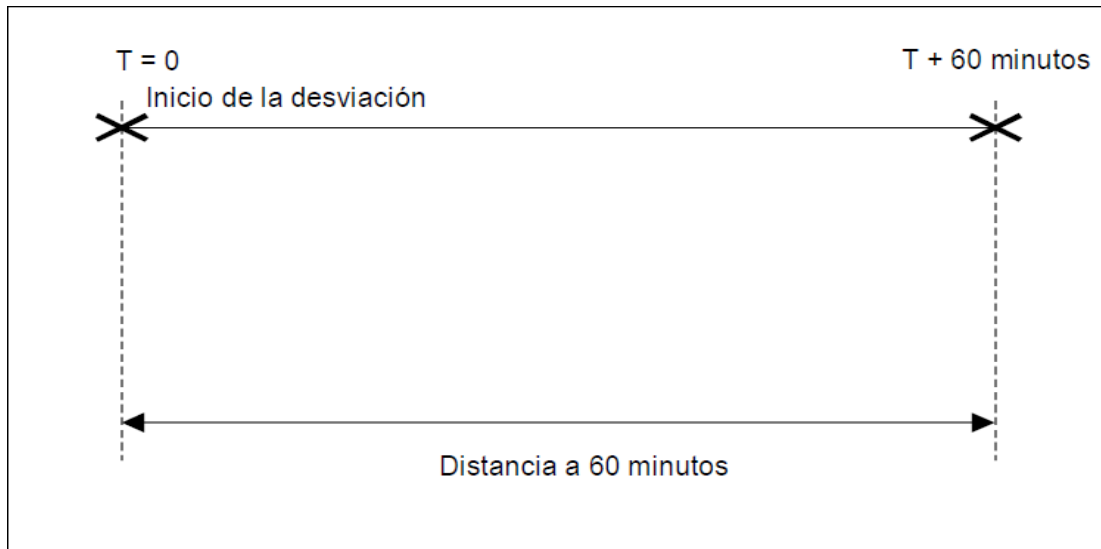 T = 0
T + 60 minutos
Inicio de la desviación
Distancia a 60 minutos